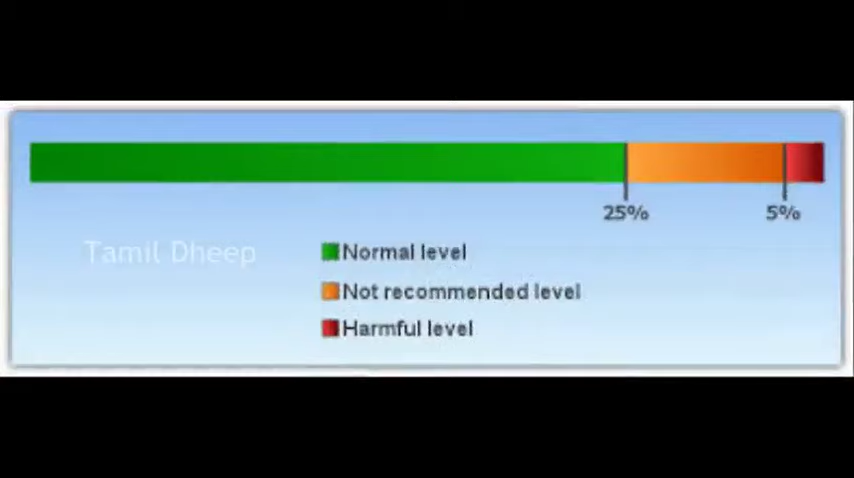 25% 5%
Tamil Dheep
Normal level
Not recommended level
Harmful level